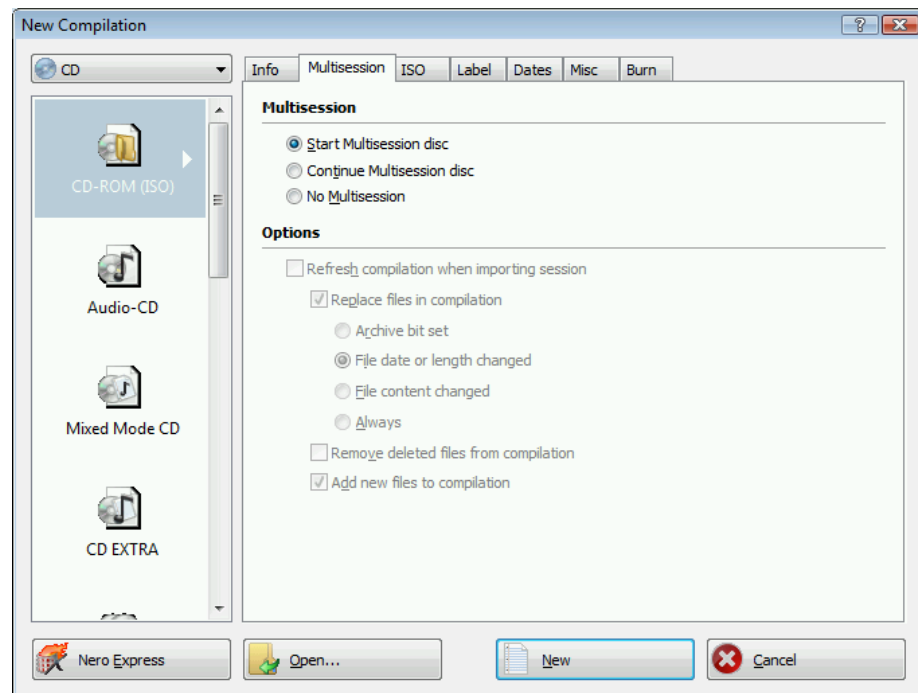 New Compilation
CD
Info Multisession ISO Label Dates Misc Burn
CD-ROM (ISO)
Audio-CD
Mixed Mode CD
CD EXTRA
Multisession
Start Multisession disc
Continue Multisession disc
No Multisession
Options
Refresh compilation when importing session
Replace files in compilation
Archive bit set
File date or length changed
File content changed
Always
Remove deleted files from compilation
Add new files to compilation
Nero Express Open... New Cancel